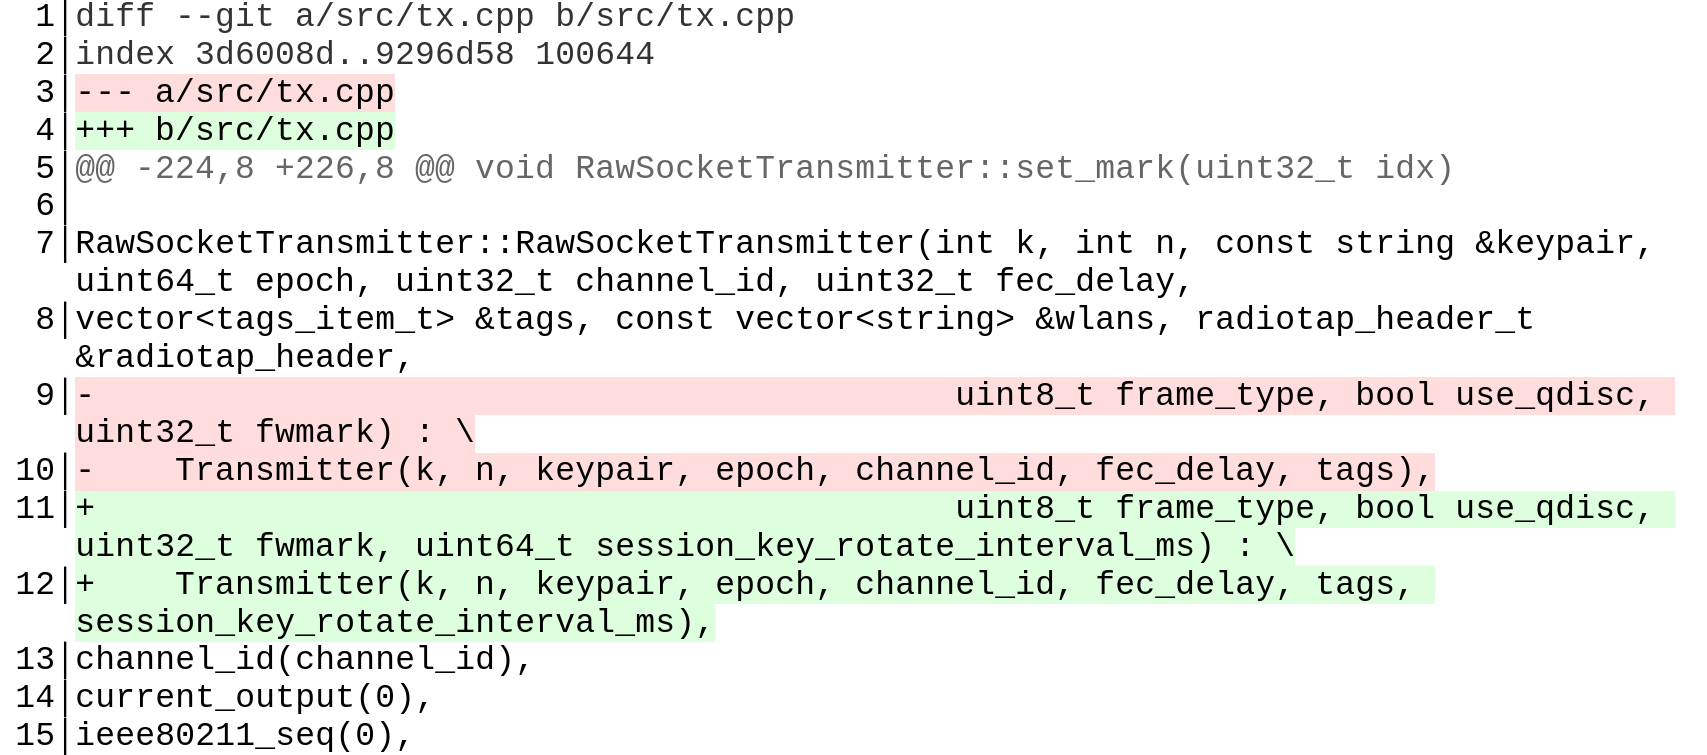 1|diff --git a/src/tx.cpp b/src/tx.cpp
2|index 3d6008d..9296d58 100644
3|--- a/src/tx.cpp
4|+++ b/src/tx.cpp
5|@@ -224,8 +226,8 @@ void RawSocketTransmitter::set_mark(uint32_t idx)
6|
7|RawSocketTransmitter::RawSocketTransmitter(int k, int n, const string &keypair,
uint64_t epoch, uint32_t channel_id, uint32_t fec_delay,
8|vector<tags_item_t> &tags, const vector<string> &wlans, radiotap_header_t
&radiotap_header,
9|-                                           uint8_t frame_type, bool use_qdisc,
uint32_t fwmark) : \
10|-    Transmitter(k, n, keypair, epoch, channel_id, fec_delay, tags),
11|+                                           uint8_t frame_type, bool use_qdisc,
uint32_t fwmark, uint64_t session_key_rotate_interval_ms) : \
12|+    Transmitter(k, n, keypair, epoch, channel_id, fec_delay, tags,
session_key_rotate_interval_ms),
13|channel_id(channel_id),
14|current_output(0),
15|ieee80211_seq(0),